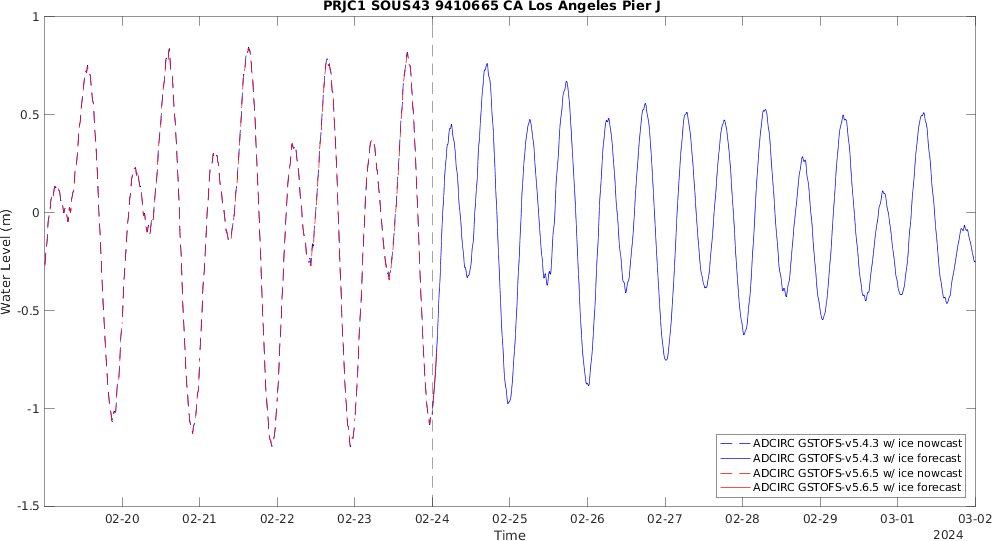 PRJC1 SOUS43 9410665 CA Los Angeles Pier J
1
0.5
0
-0.5
-1
-1.5
Water Level (m)
02-20 02-21 02-22 02-23 02-24 02-25 02-26 02-27 02-28 02-29 03-01 03-02
Time
2024
ADCIRC GSTOFS-v5.4.3 w/ ice nowcast
ADCIRC GSTOFS-v5.4.3 w/ ice forecast
ADCIRC GSTOFS-v5.6.5 w/ ice nowcast
ADCIRC GSTOFS-v5.6.5 w/ ice forecast